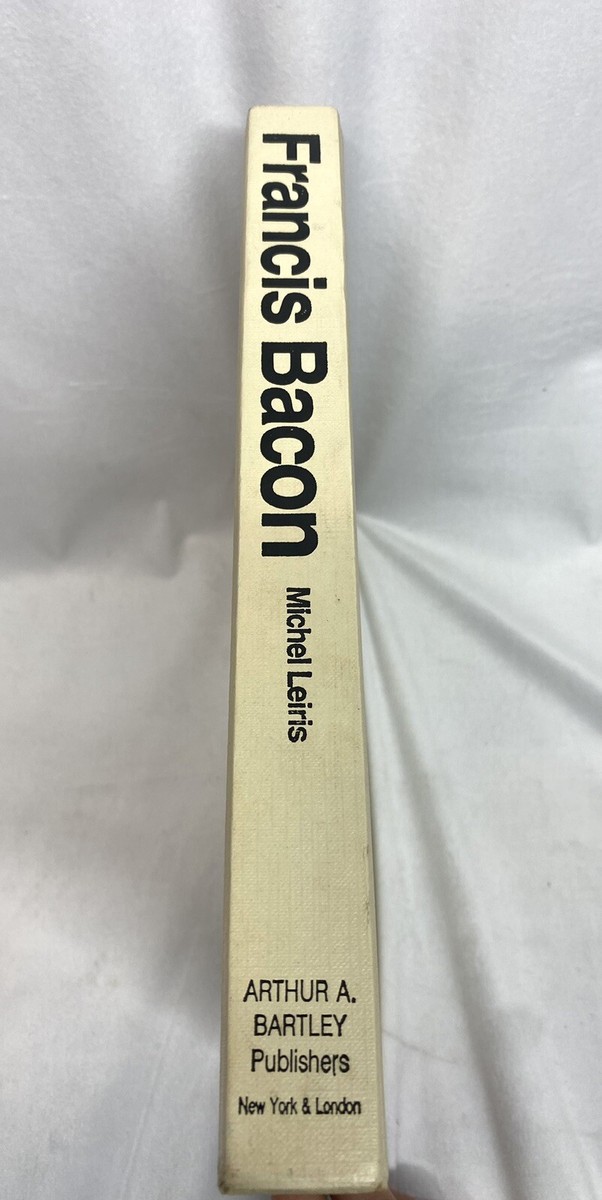 Francis Bacon
Michel Leiris
ARTHUR A.
BARTLEY
Publishers
New York & London